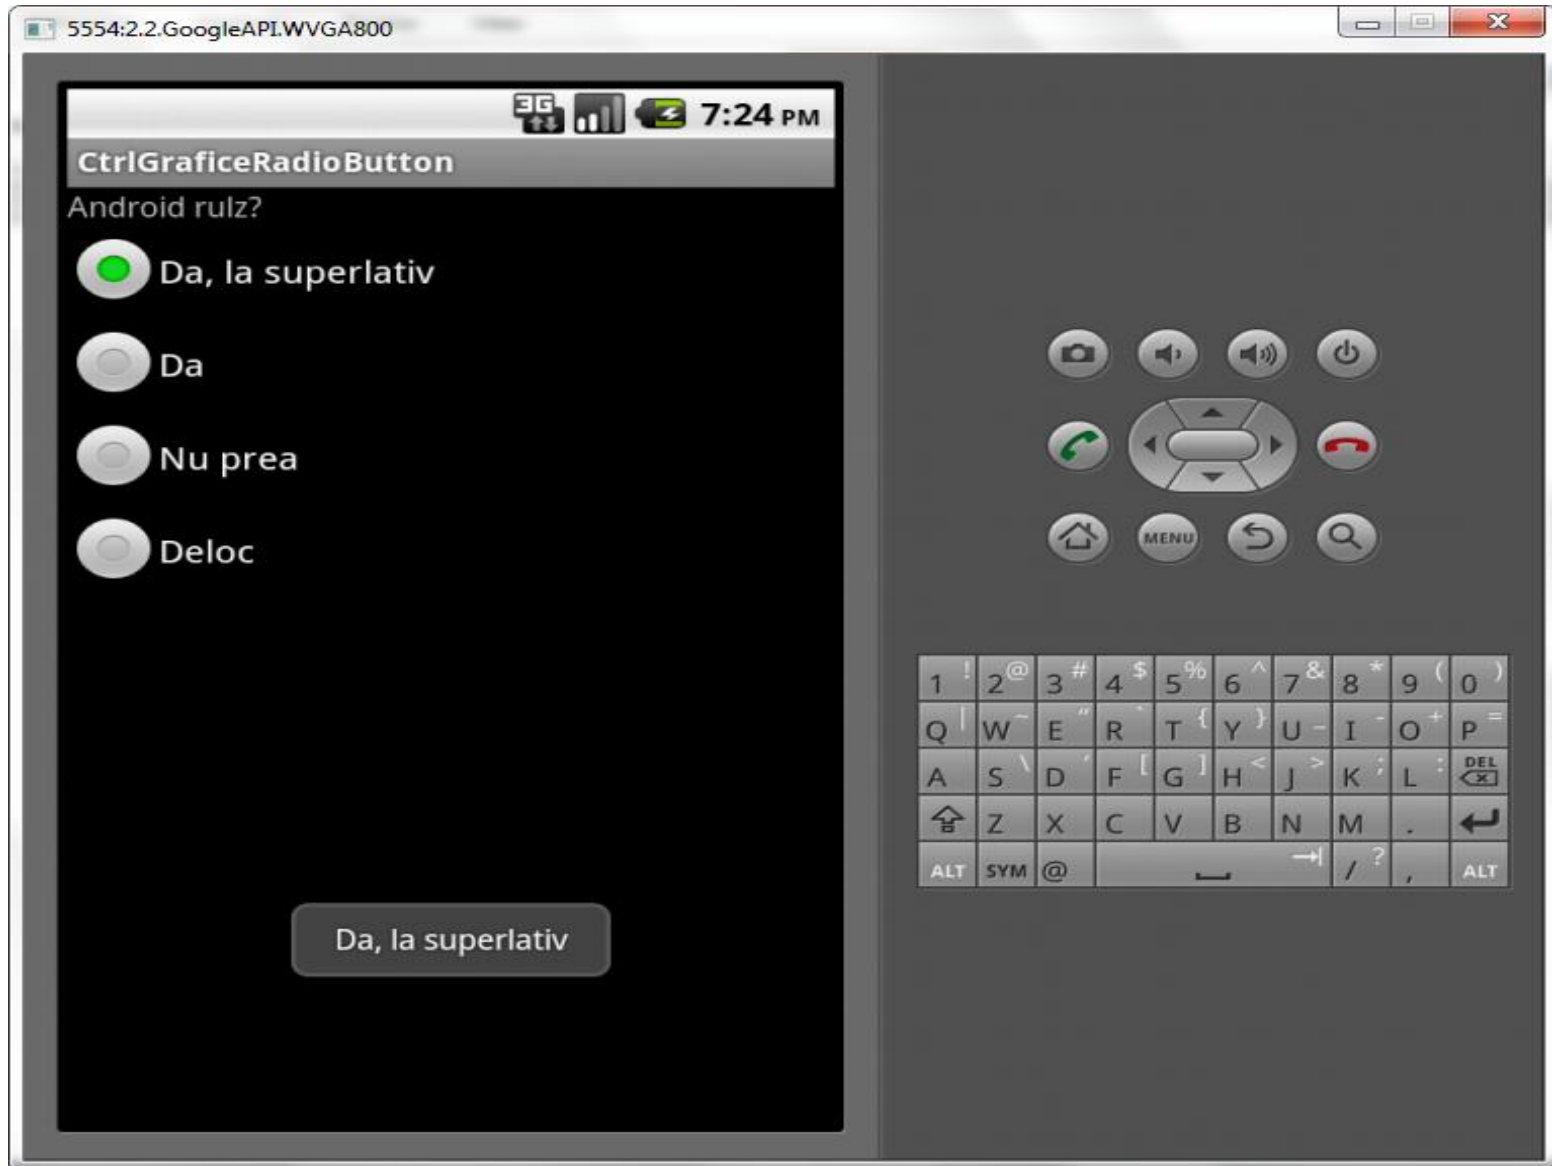 5554:2.2.GoogleAPI.WVGA800
3G 7:24 PM
CtrlGraficeRadioButton
Android rulz?
Da, la superlativ
Da
Nu prea
Deloc
Da, la superlativ
MENU
1 ! 2 @ 3 # 4 $ 5 % 6 ^ 7 & 8 * 9 ( 0 )
Q | W ~ E " R ` T { Y } U _ I - O + P =
A S \ D ' F [ G ] H < J > K ; L : DEL
Z X C V B N M .
ALT SYM @ / ? , ALT